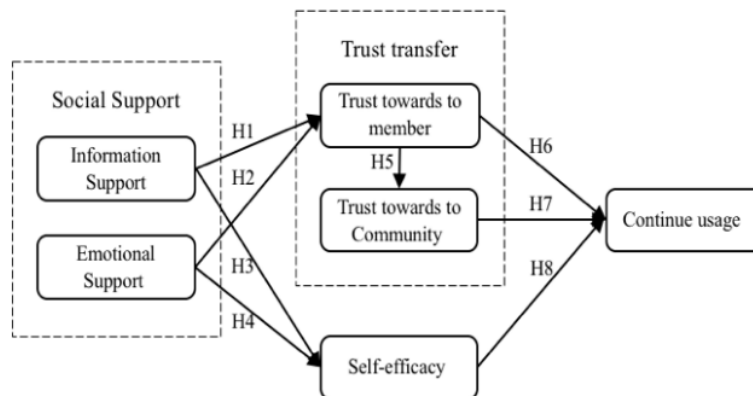 Trust transfer
Social Support
Trust towards to
member
H1
Information
Support
H2
H5
H6
Trust towards to
Community
H7
Continue usage
Emotional
Support
H3
H8
H4
Self-efficacy